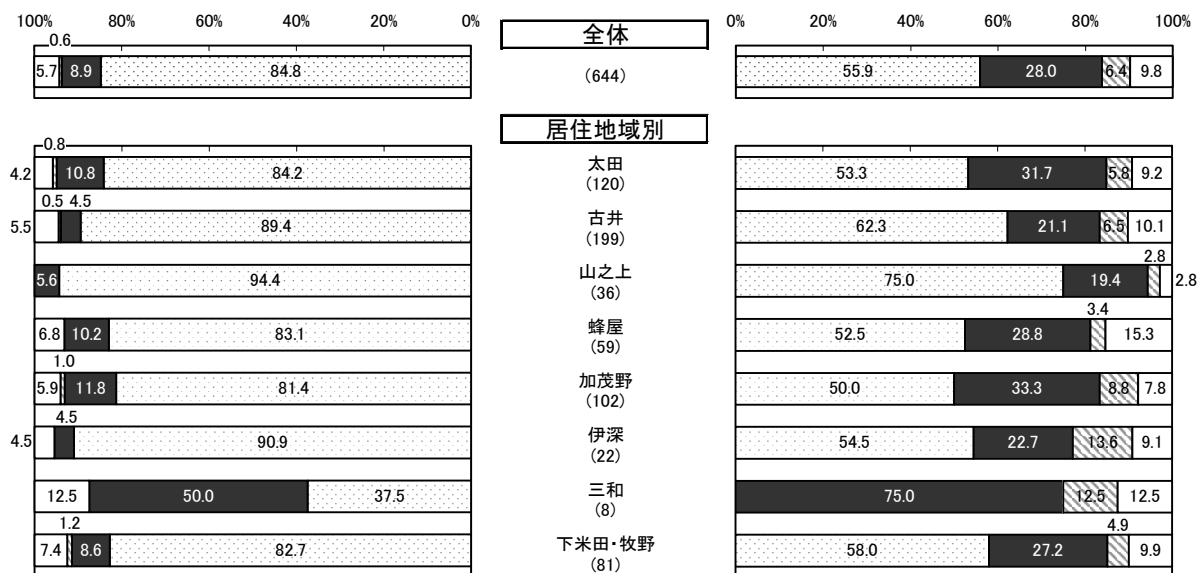 100% 80% 60% 40% 20% 0% 0% 20% 40% 60% 80% 100%
全体
0.6
5.7 8.9 84.8 (644) 55.9 28.0 6.4 9.8
居住地域別
0.8
4.2 10.8 84.2 太田 53.3 31.7 5.8 9.2
(120)
0.5 4.5
5.5 89.4 古井 62.3 21.1 6.5 10.1
(199)
2.8
5.6 94.4 山之上 75.0 19.4 2.8
(36)
3.4
6.8 10.2 83.1 蜂屋 52.5 28.8 15.3
(59)
1.0
5.9 11.8 81.4 加茂野 50.0 33.3 8.8 7.8
(102)
4.5
4.5 90.9 伊深 54.5 22.7 13.6 9.1
(22)
12.5 50.0 37.5 三和 75.0 12.5 12.5
(8)
1.2 4.9
7.4 8.6 82.7 下米田・牧野 58.0 27.2 9.9
(81)